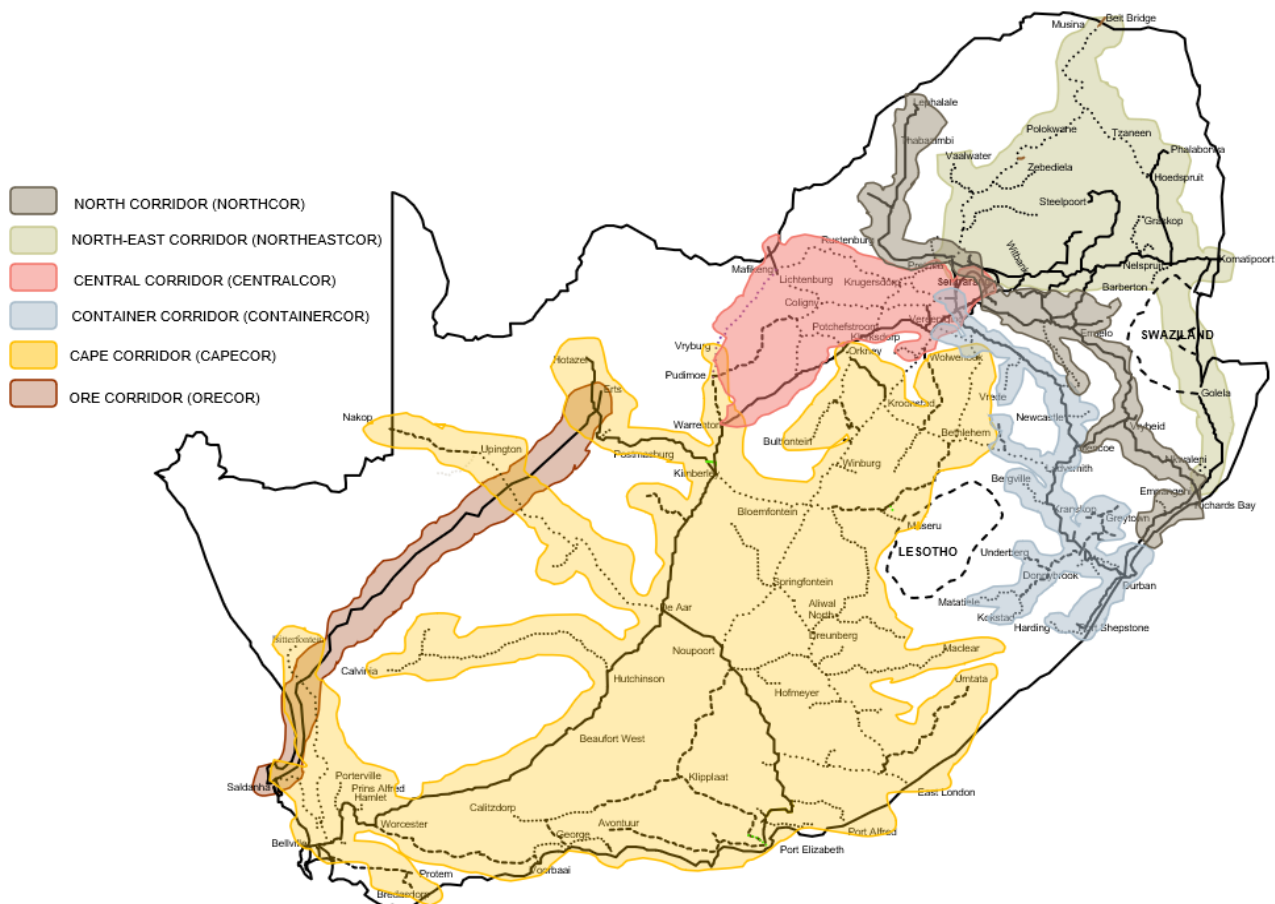 NORTH CORRIDOR (NORTHCOR)
NORTH-EAST CORRIDOR (NORTHEASTCOR)
CENTRAL CORRIDOR (CENTRALCOR)
CONTAINER CORRIDOR (CONTAINERCOR)
CAPE CORRIDOR (CAPECOR)
ORE CORRIDOR (ORECOR)
Beit Bridge
Musina
Lephalale
Polokwane
Tzaneen
Thabazimbi
Phalaborwa
Vaalwater
Zebediela
Hoedspruit
Steelpoort
Graskop
Rustenburg
Witbank
Komatipoort
Mafikeng
Nelspruit
Lichtenburg
Krugersdorp
Barberton
Coligny
Potchefstroom
Ermelo
SWAZILAND
Klerksdorp
Vryburg
Orkney
Wolwehoek
Hotazel
Pudimoe
Erts
Vrede
Golela
Kroonstad
Nakop
Newcastle
Warrenton
Vryheid
Bethlehem
Bultfontein
Upington
Postmasburg
Nkwaleni
Winburg
Ladysmith
Kimberley
Bergville
Empangeni
Richards Bay
Bloemfontein
Kranskop
Greytown
Maseru
LESOTHO
Underberg
Donnybrook
Durban
Springfontein
Matatiele
De Aar
Aliwal
North
Kokstad
Harding
Port Shepstone
Dreunberg
Noupoort
Maclear
Calvinia
Hutchinson
Umtata
Hofmeyer
Beaufort West
Klipplaat
Porterville
Saldanha
Prins Alfred
Hamlet
East London
Calitzdorp
Worcester
Avontuur
George
Port Alfred
Bellville
Port Elizabeth
Voorbaai
Protem
Bredasdorp